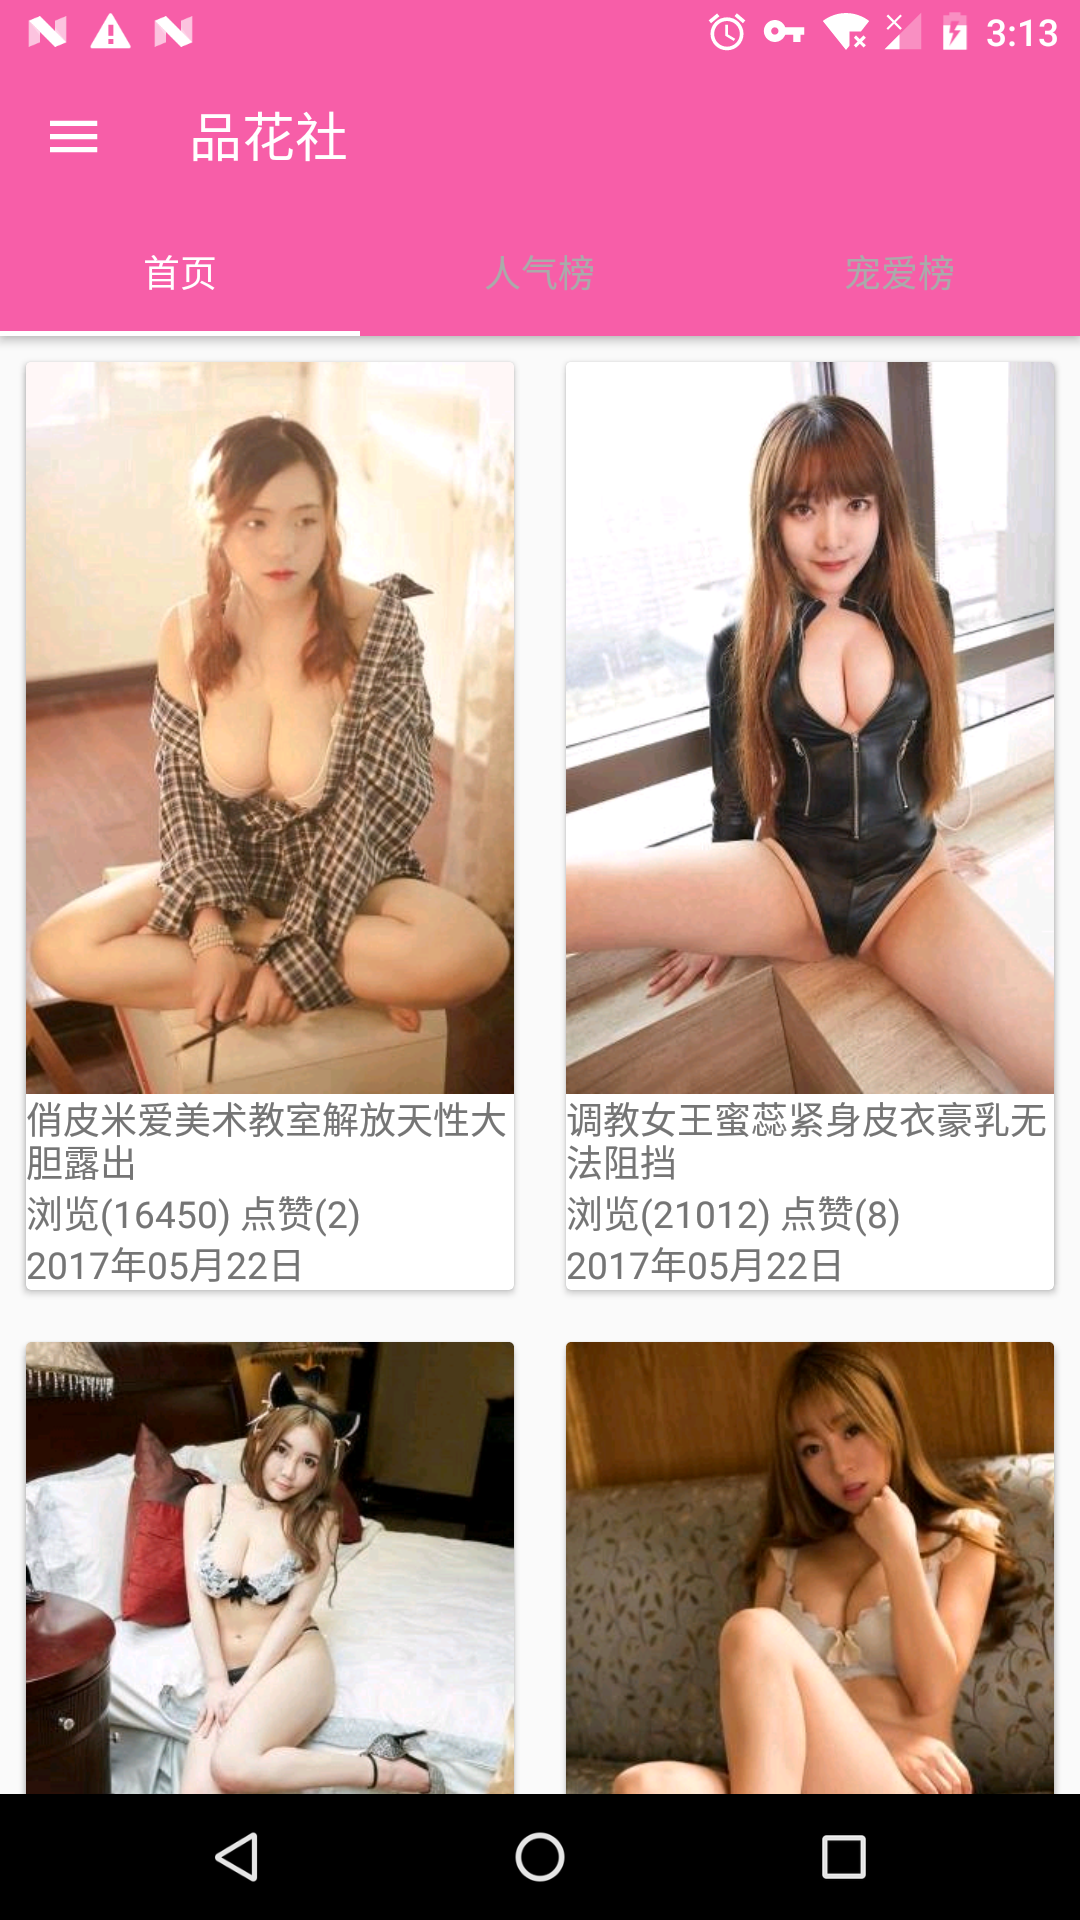 3:13
品花社
首页 人气榜 宠爱榜
俏皮米爱美术教室解放天性大
胆露出
浏览(16450) 点赞(2)
2017年05月22日
调教女王蜜蕊紧身皮衣豪乳无
法阻挡
浏览(21012) 点赞(8)
2017年05月22日